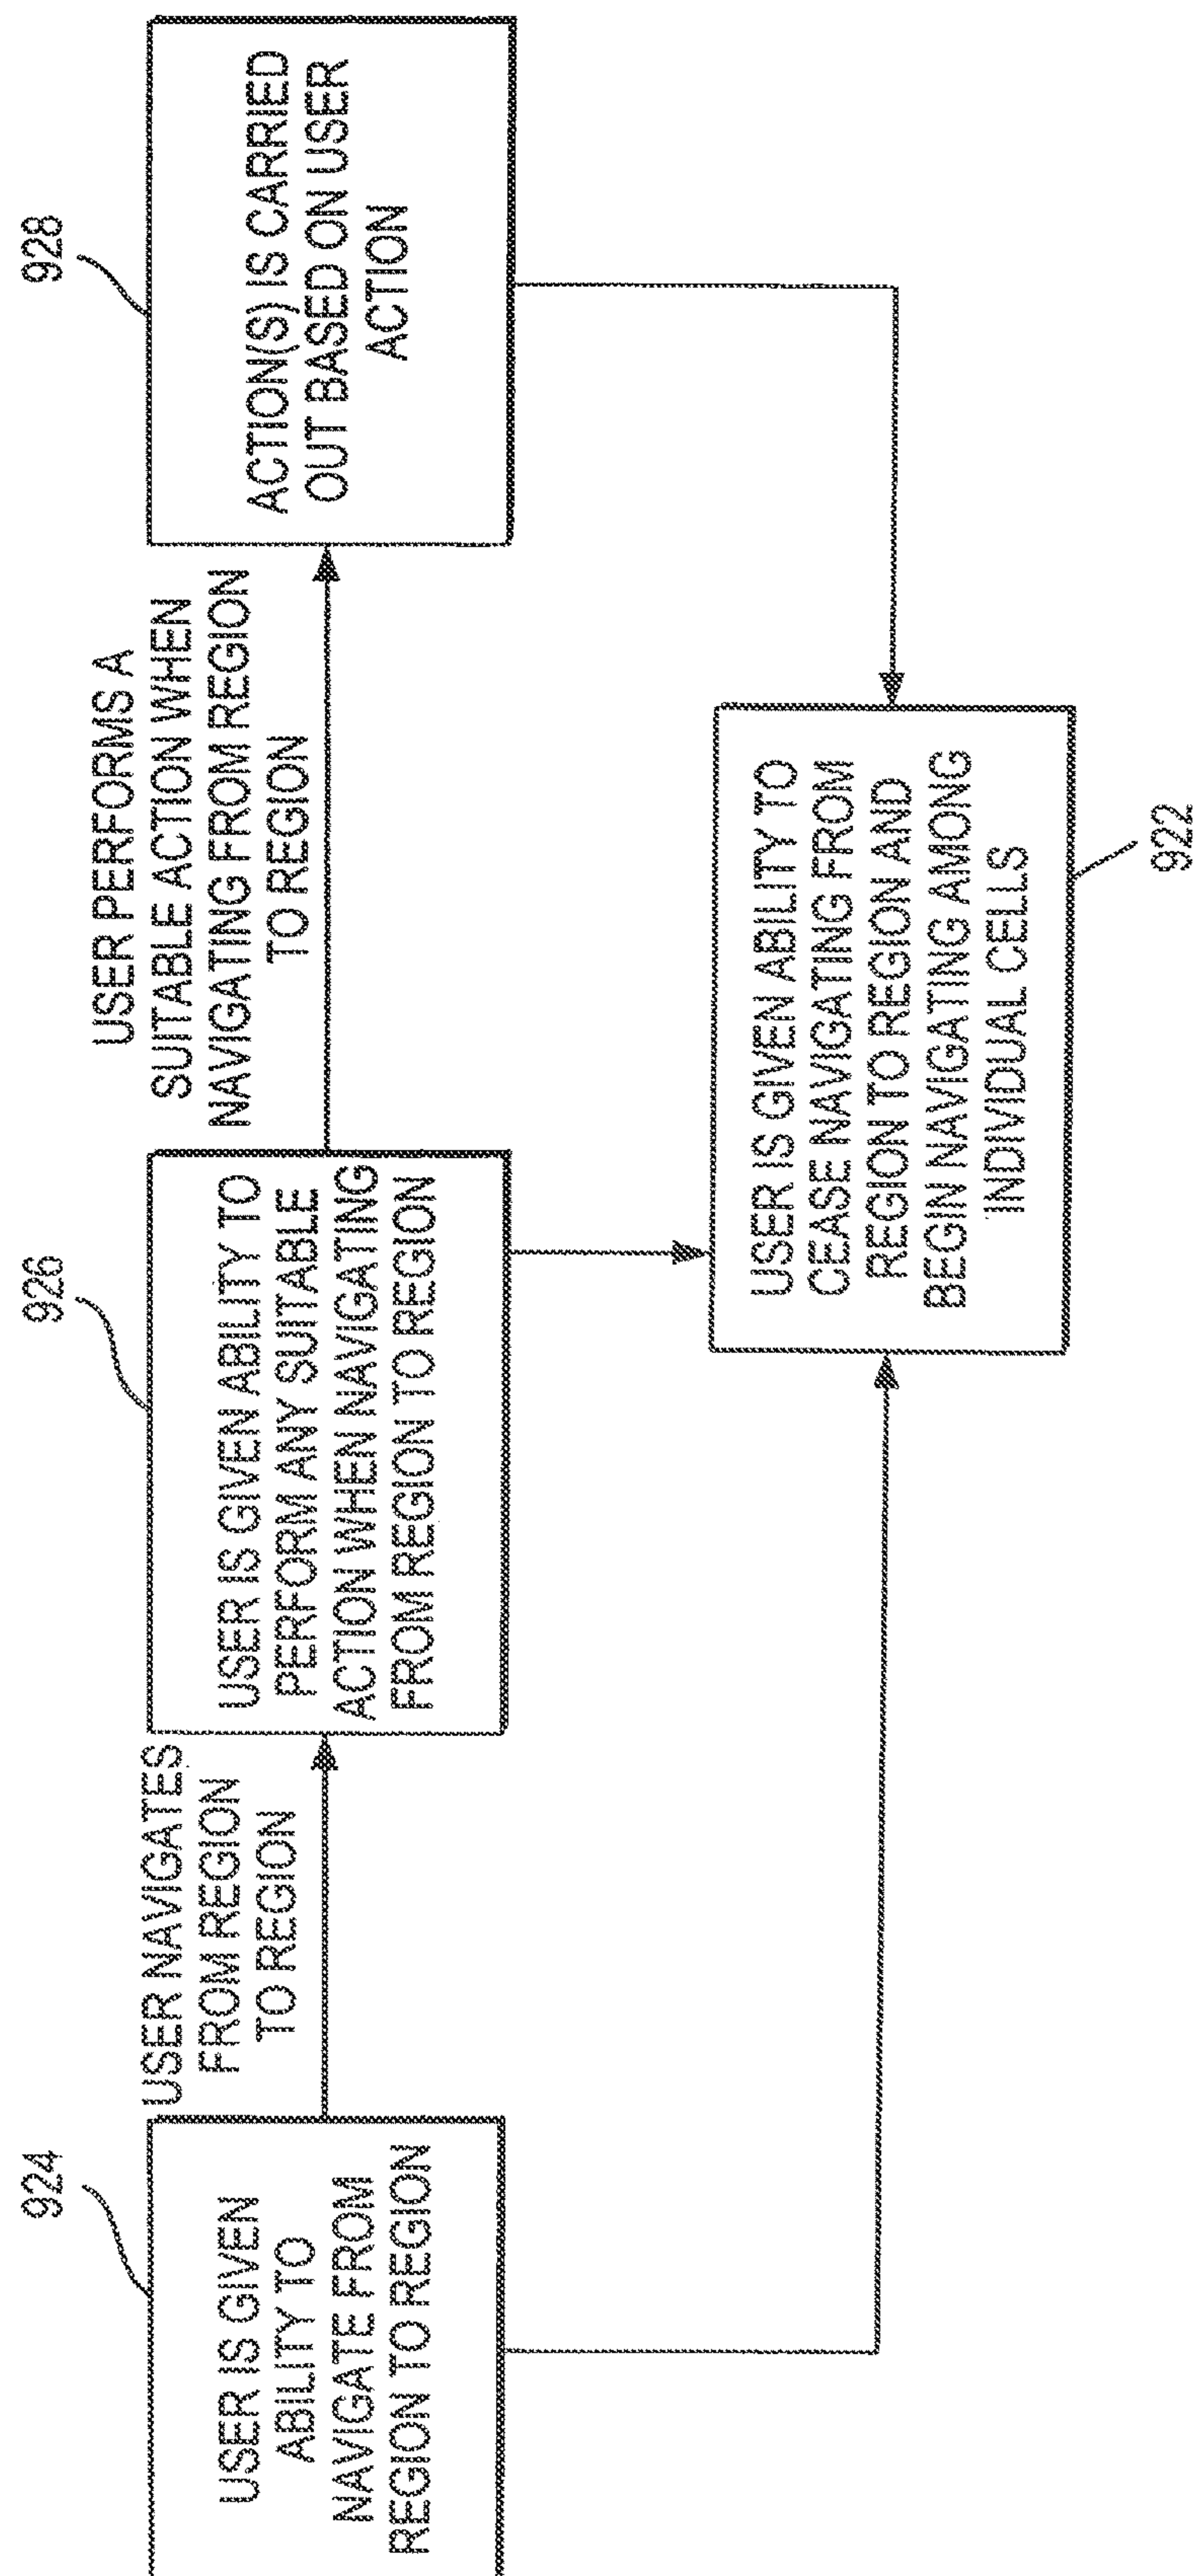 924
USER IS GIVEN
ABILITY TO
NAVIGATE FROM
REGION TO REGION
USER NAVIGATES
FROM REGION
TO REGION
926
USER IS GIVEN ABILITY TO
PERFORM ANY SUITABLE
ACTION WHEN NAVIGATING
FROM REGION TO REGION
USER PERFORMS A
SUITABLE ACTION WHEN
NAVIGATING FROM REGION
TO REGION
928
ACTION(S) IS CARRIED
OUT BASED ON USER
ACTION
USER IS GIVEN ABILITY TO
CEASE NAVIGATING FROM
REGION TO REGION AND
BEGIN NAVIGATING AMONG
INDIVIDUAL CELLS
922